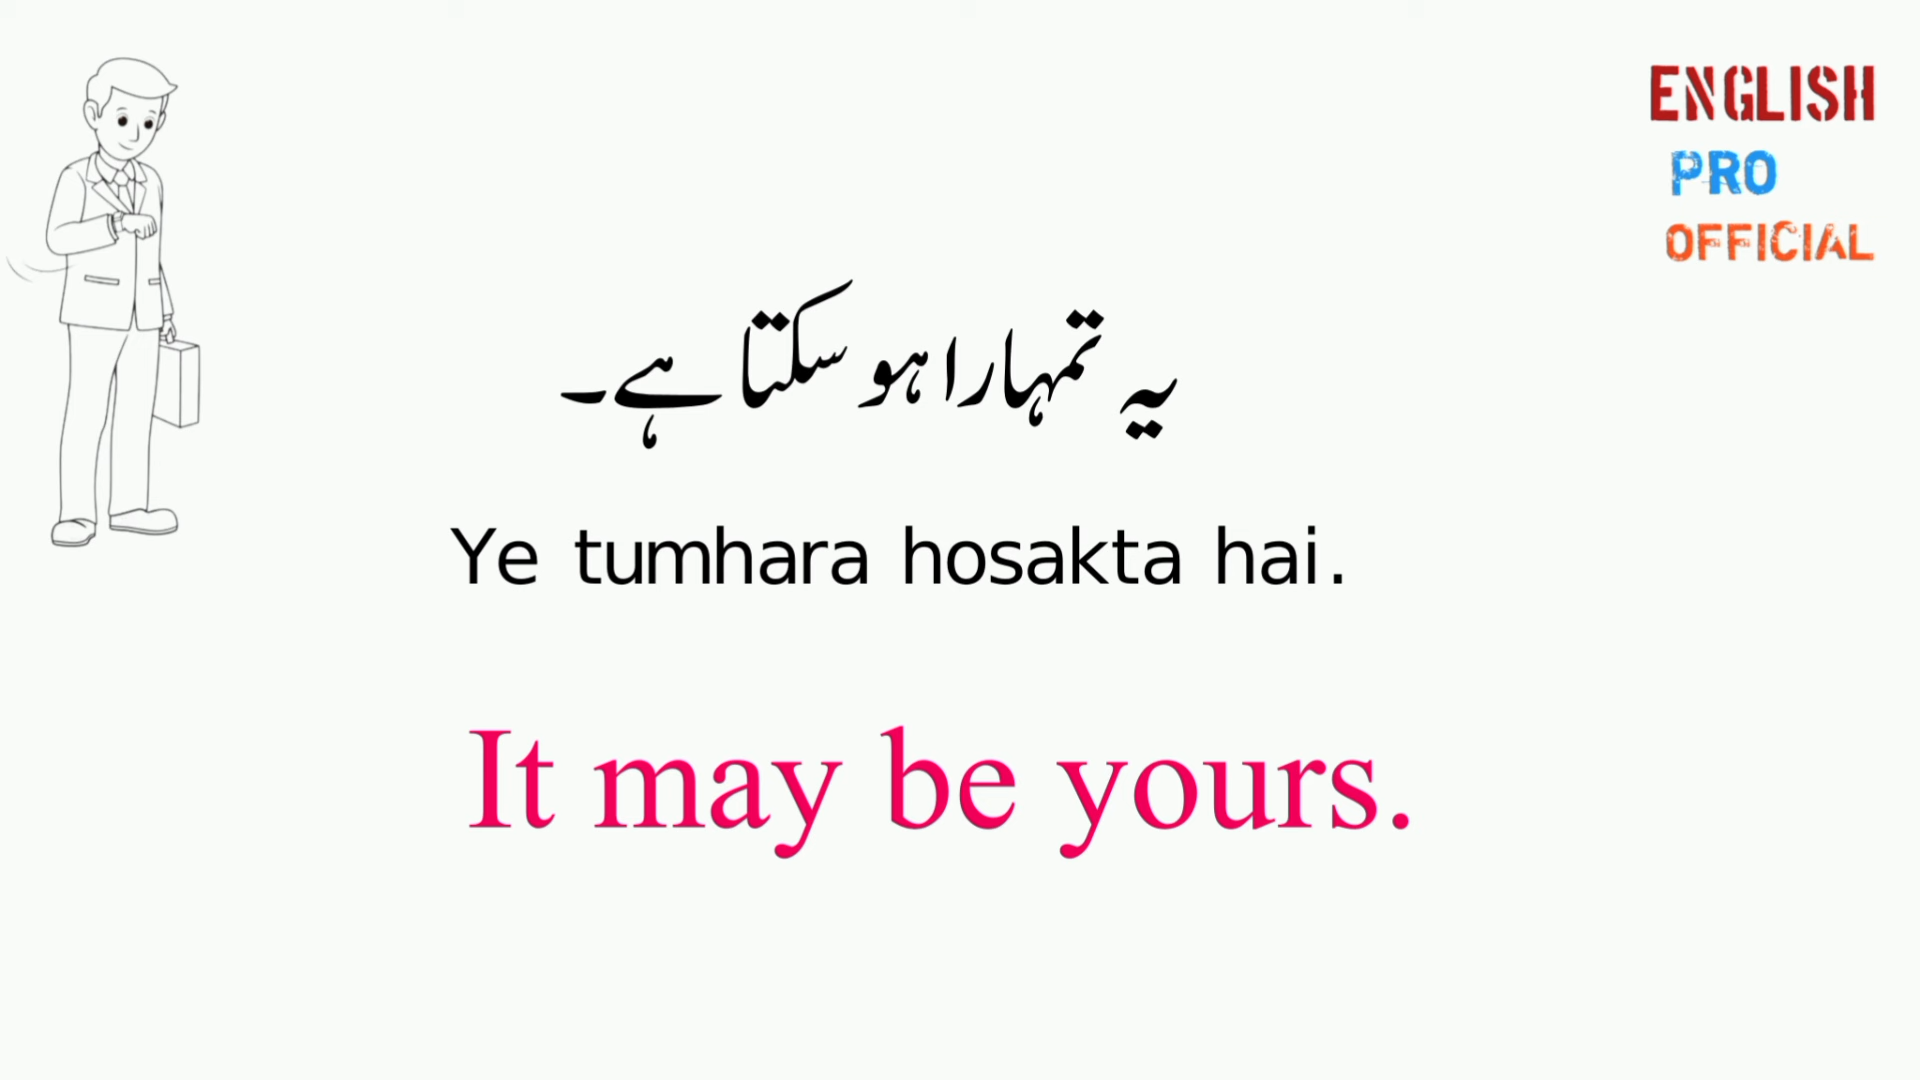 ENGLISH
PRO
OFFICIAL
یہ تمہارا ہو سکتا ہے۔
Ye tumhara hosakta hai.
It may be yours.